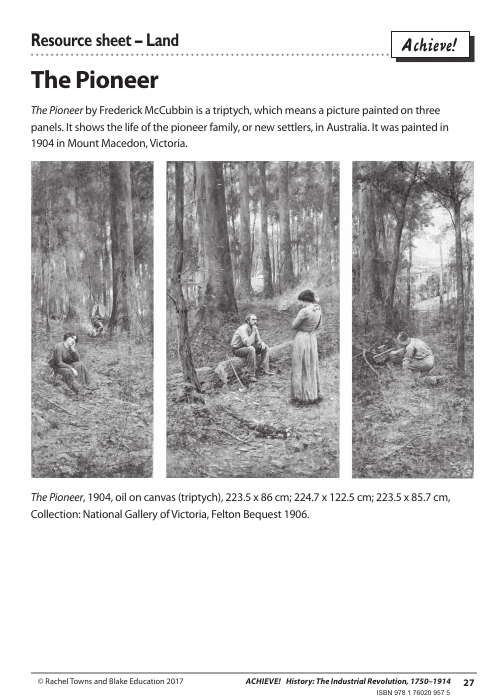 Resource sheet – Land
Achieve!
The Pioneer
The Pioneer by Frederick McCubbin is a triptych, which means a picture painted on three
panels. It shows the life of the pioneer family, or new settlers, in Australia. It was painted in
1904 in Mount Macedon, Victoria.
The Pioneer, 1904, oil on canvas (triptych), 223.5 x 86 cm; 224.7 x 122.5 cm; 223.5 x 85.7 cm,
Collection: National Gallery of Victoria, Felton Bequest 1906.
© Rachel Towns and Blake Education 2017
ACHIEVE! History: The Industrial Revolution, 1750–1914 27
ISBN 978 1 76020 957 5